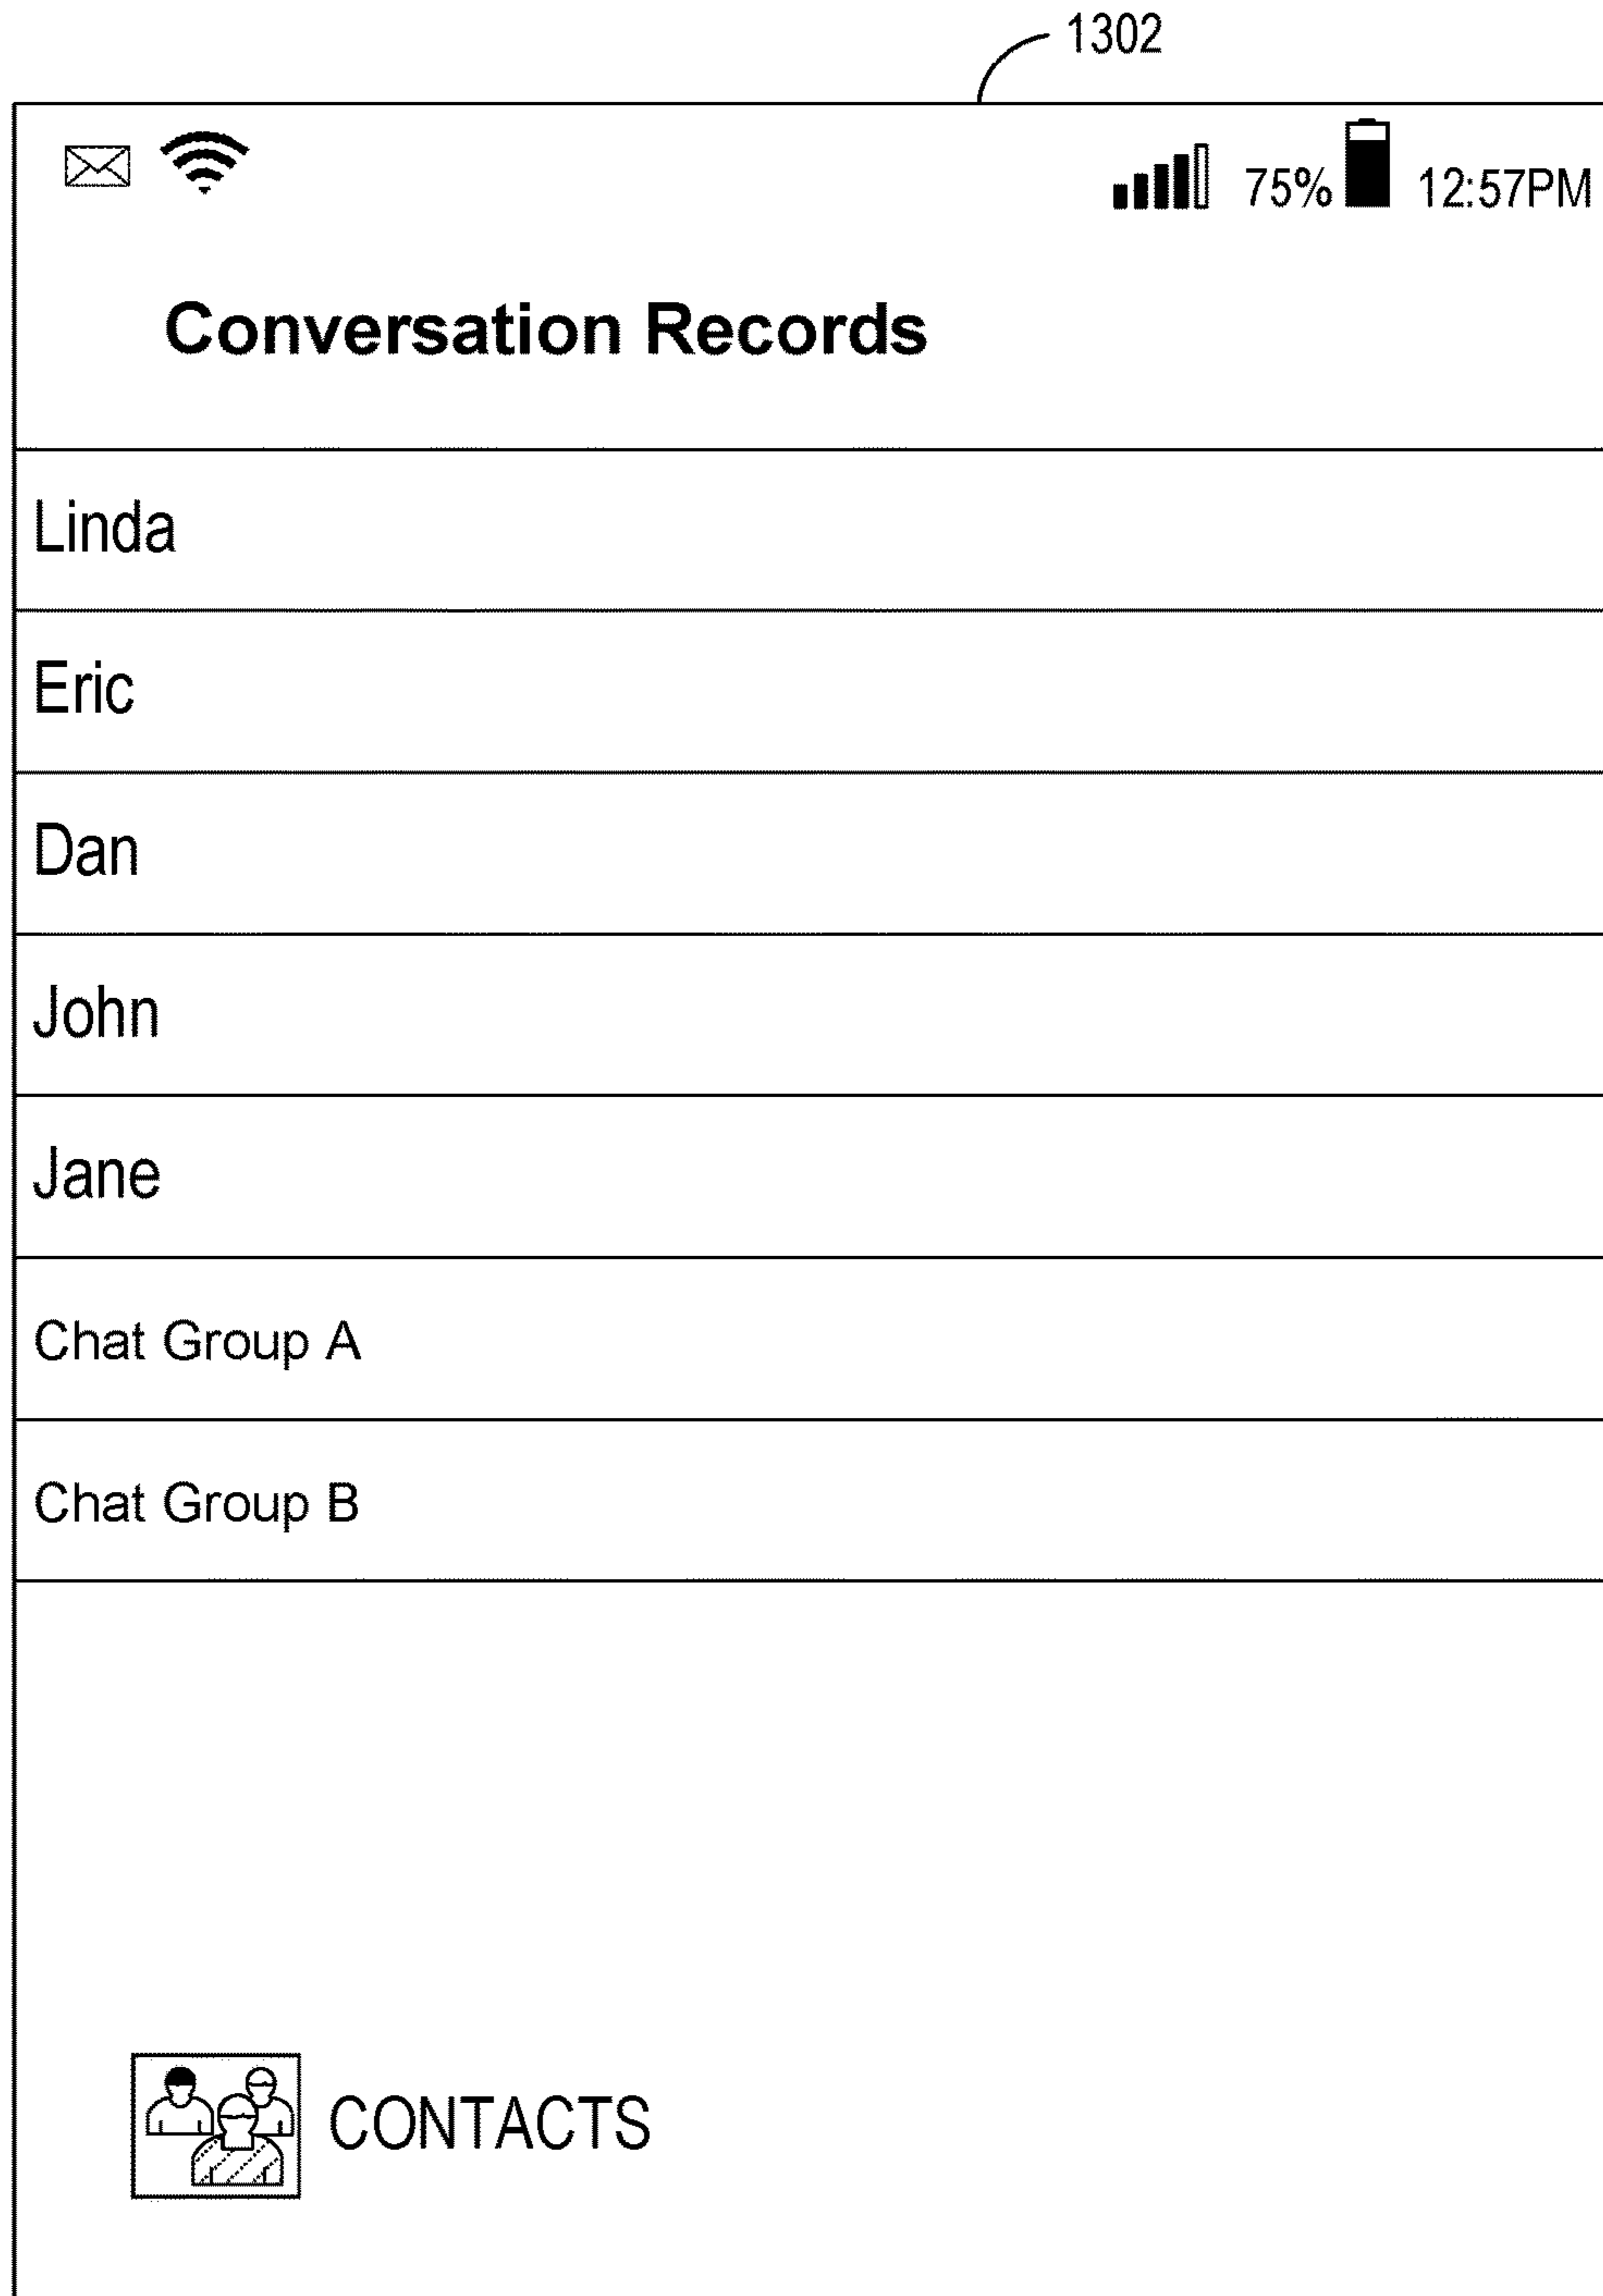 1302
75% 12:57PM
Conversation Records
Linda
Eric
Dan
John
Jane
Chat Group A
Chat Group B
CONTACTS